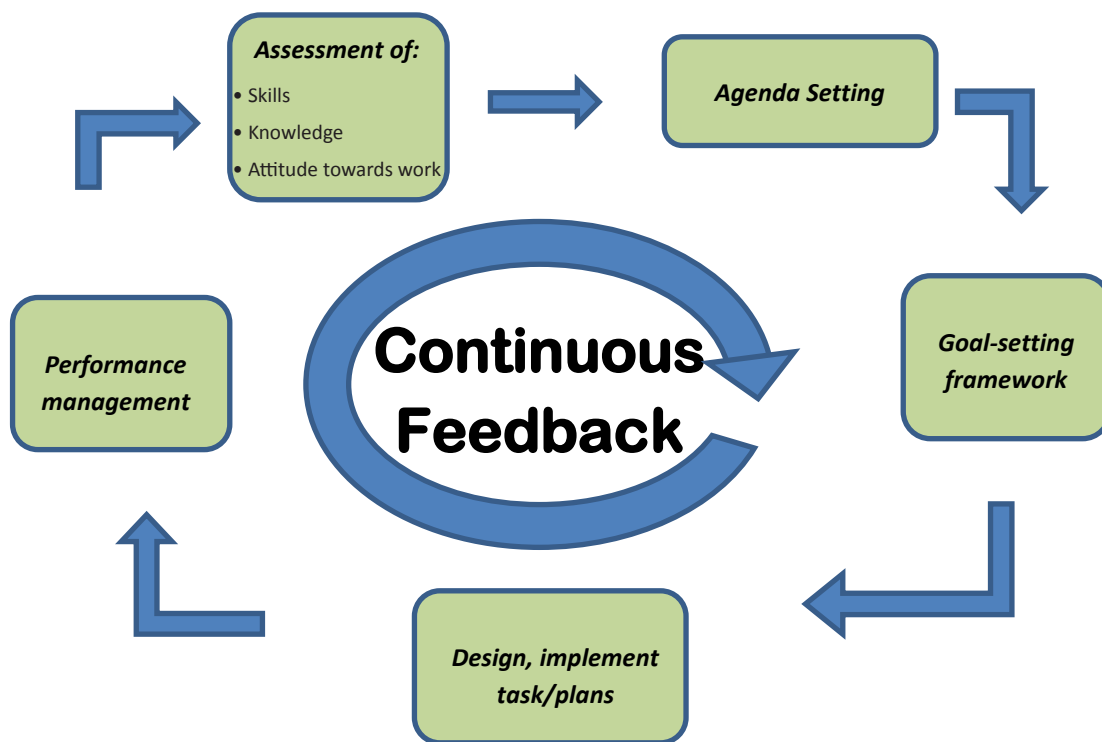 Assessment of:
• Skills
• Knowledge
• Attitude towards work
Agenda Setting
Goal-setting
framework
Design, implement
task/plans
Performance
management
Continuous
Feedback